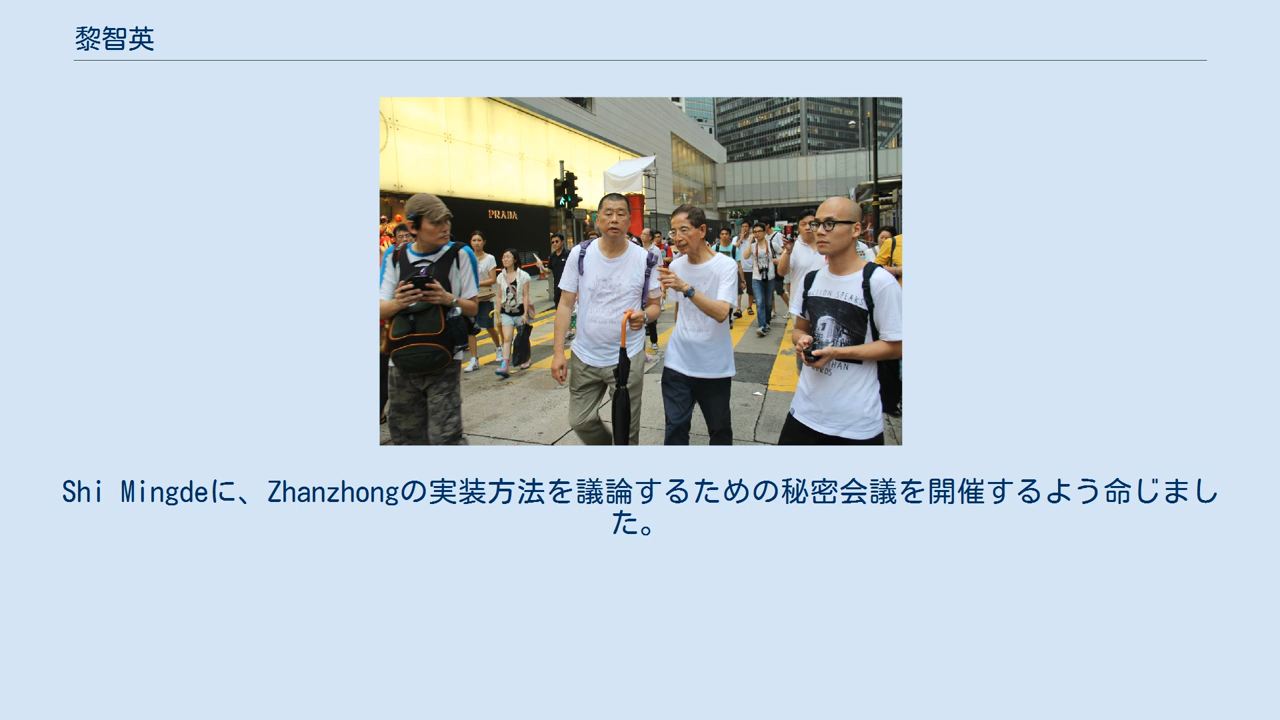 黎智英
PRADA
Shi Mingdeに、Zhanzhongの実装方法を議論するための秘密会議を開催するよう命じまし
た。